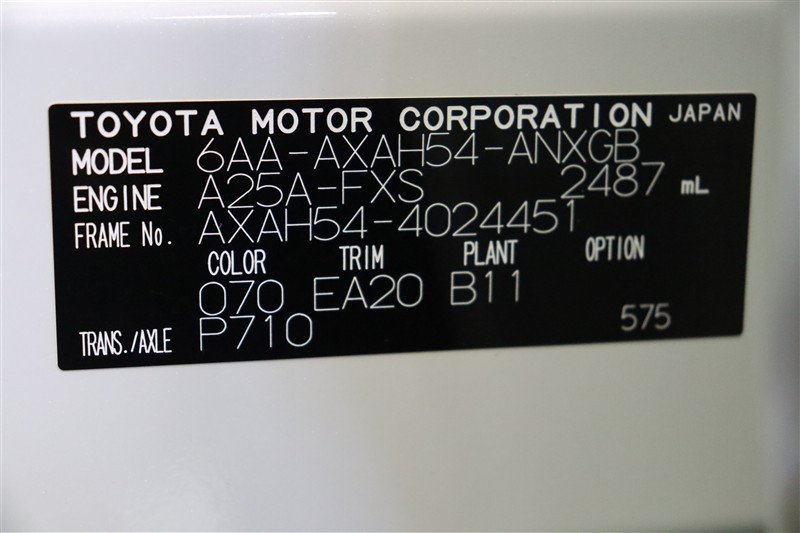 TOYOTA MOTOR CORPORATION JAPAN
MODEL 6AA-AXAH54-ANXGB
ENGINE A25A-FXS 2487 mL
FRAME No. AXAH54-4024451
COLOR TRIM PLANT OPTION
070 EA20 B11
TRANS./AXLE P710 575